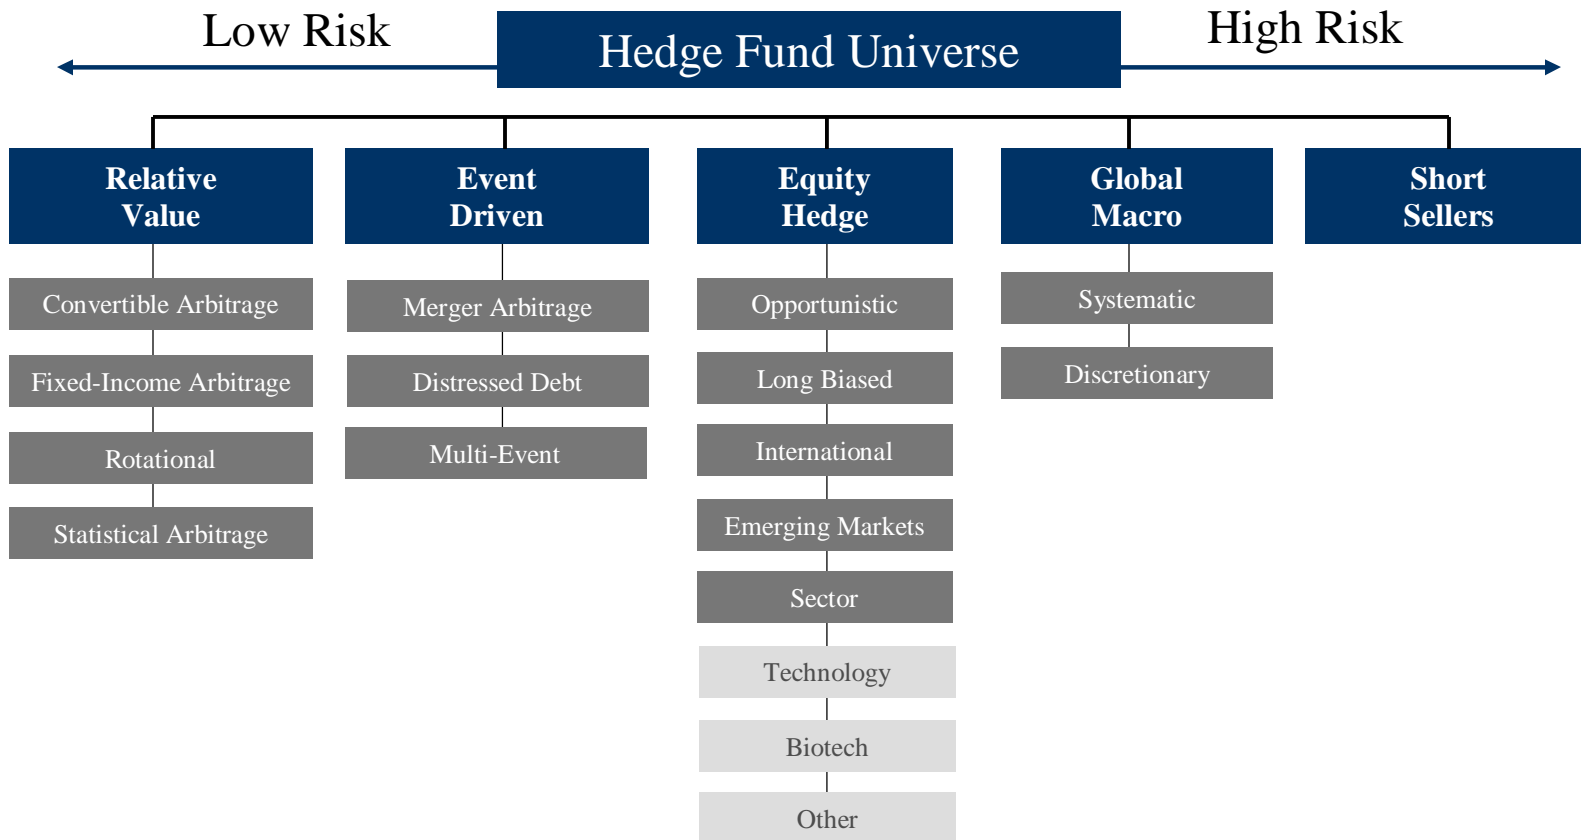 Low Risk
Hedge Fund Universe
High Risk
Relative
Value
Event
Driven
Equity
Hedge
Global
Macro
Short
Sellers
Convertible Arbitrage
Fixed-Income Arbitrage
Rotational
Statistical Arbitrage
Merger Arbitrage
Distressed Debt
Multi-Event
Opportunistic
Long Biased
International
Emerging Markets
Sector
Technology
Biotech
Other
Systematic
Discretionary